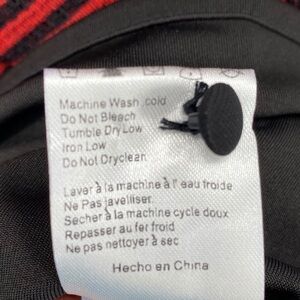 Machine Wash ,cold
Do Not Bleach
Tumble Dry Low
Iron Low
Do Not Dryclean
Laver à la machine à l' eau froide
Ne Pas javelliser.
Sécher à la machine cycle doux
Repasser au fer froid
Ne pas nettoyer à sec
Hecho en China